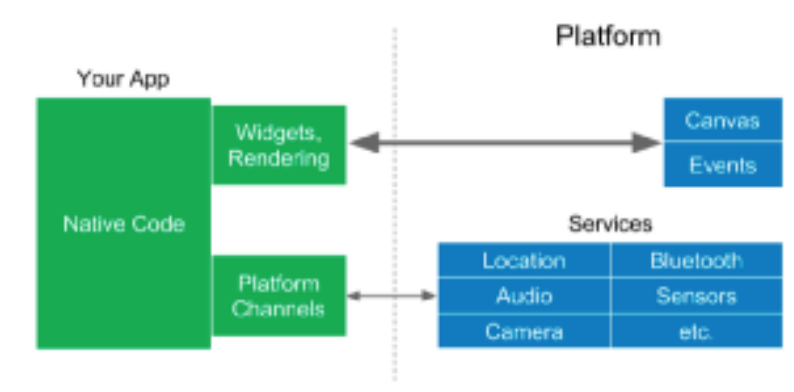 Platform
Your App
Widgets,
Rendering
Canvas
Events
Native Code
Services
Platform
Channels
Location Bluetooth
Audio Sensors
Camera etc.